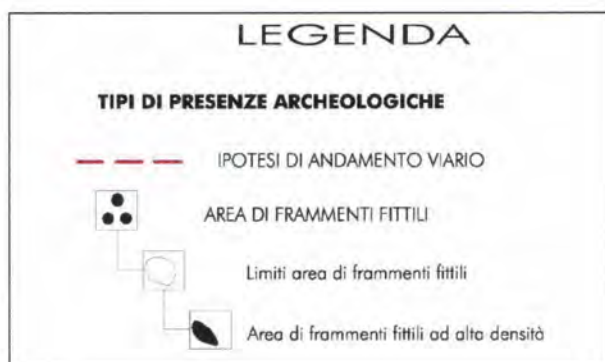 LEGENDA
TIPI DI PRESENZE ARCHEOLOGICHE
IPOTESI DI ANDAMENTO VIARIO
AREA DI FRAMMENTI FITTILI
Limiti area di frammenti fittili
Area di frammenti fittili ad alta densità